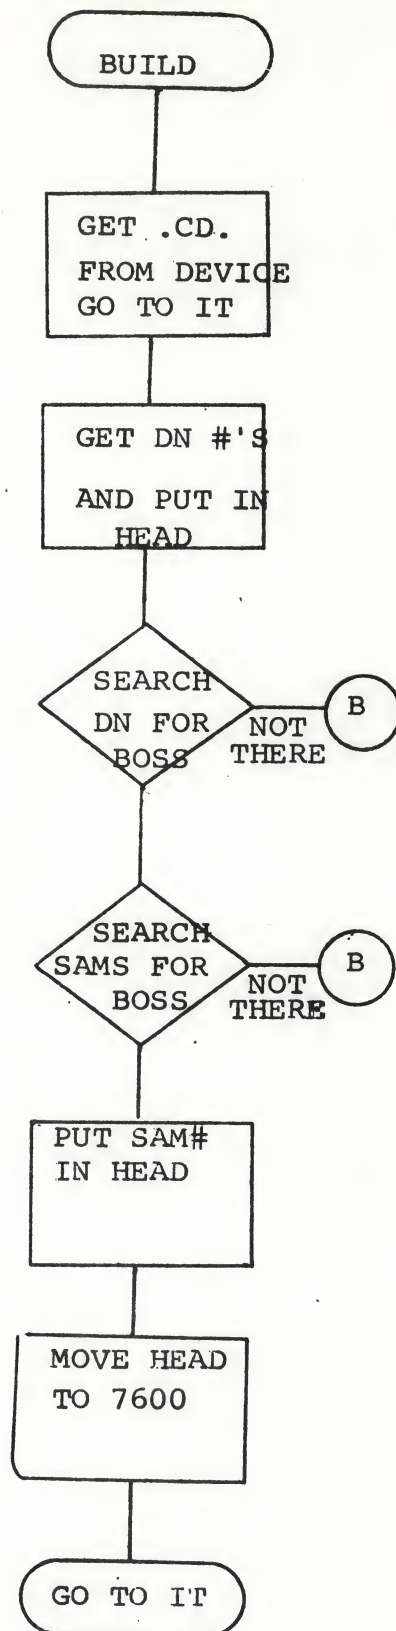 BUILD
GET .CD.
FROM DEVICE
GO TO IT
GET DN #'S
AND PUT IN
HEAD
SEARCH
DN FOR
BOSS
NOT
THERE
B
SEARCH
SAMS FOR
BOSS
NOT
THERE
B
PUT SAM#
IN HEAD
MOVE HEAD
TO 7600
GO TO IT